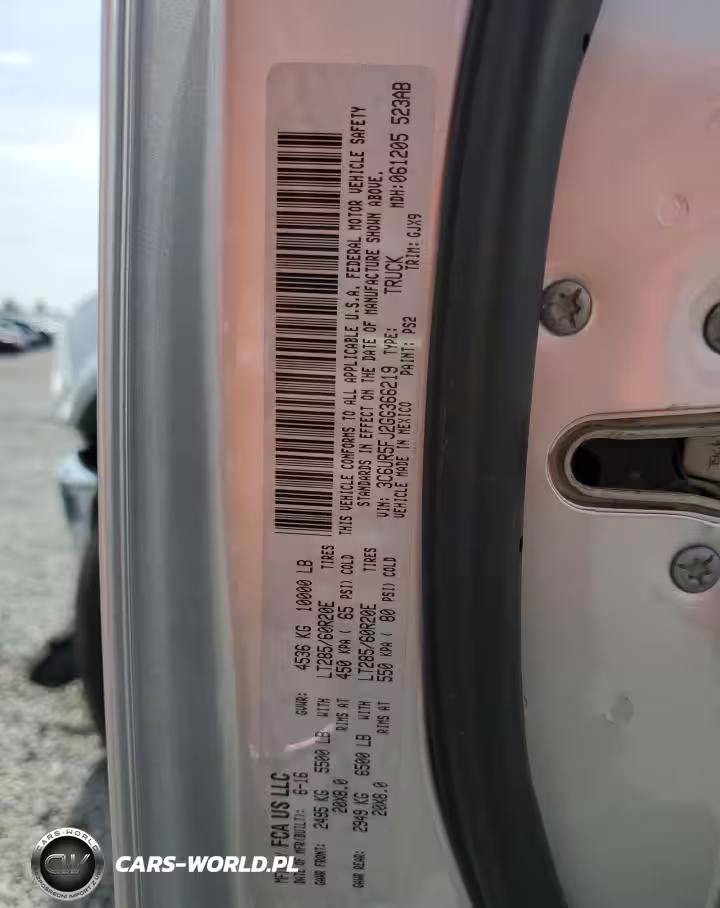 MFD BY FCA US LLC
DATE OF MFR(BUILT): 6-16 GVWR: 4536 KG 10000 LB
GAWR FRONT: 2495 KG 5500 LB WITH LT285/60R20E TIRES
20X8.0 RIMS AT 450 KPA ( 65 PSI) COLD
GAWR REAR: 2949 KG 6500 LB WITH LT285/60R20E TIRES
20X8.0 RIMS AT 550 KPA ( 80 PSI) COLD
THIS VEHICLE CONFORMS TO ALL APPLICABLE U.S.A. FEDERAL MOTOR VEHICLE SAFETY
STANDARDS IN EFFECT ON THE DATE OF MANUFACTURE SHOWN ABOVE.
VIN: 3C6UR5FJ2GG366219 TYPE: TRUCK MDH:061205 523AB
VEHICLE MADE IN MEXICO PAINT: PS2 TRIM: GJX9
CARS-WORLD
CW
CARS-WORLD.PL